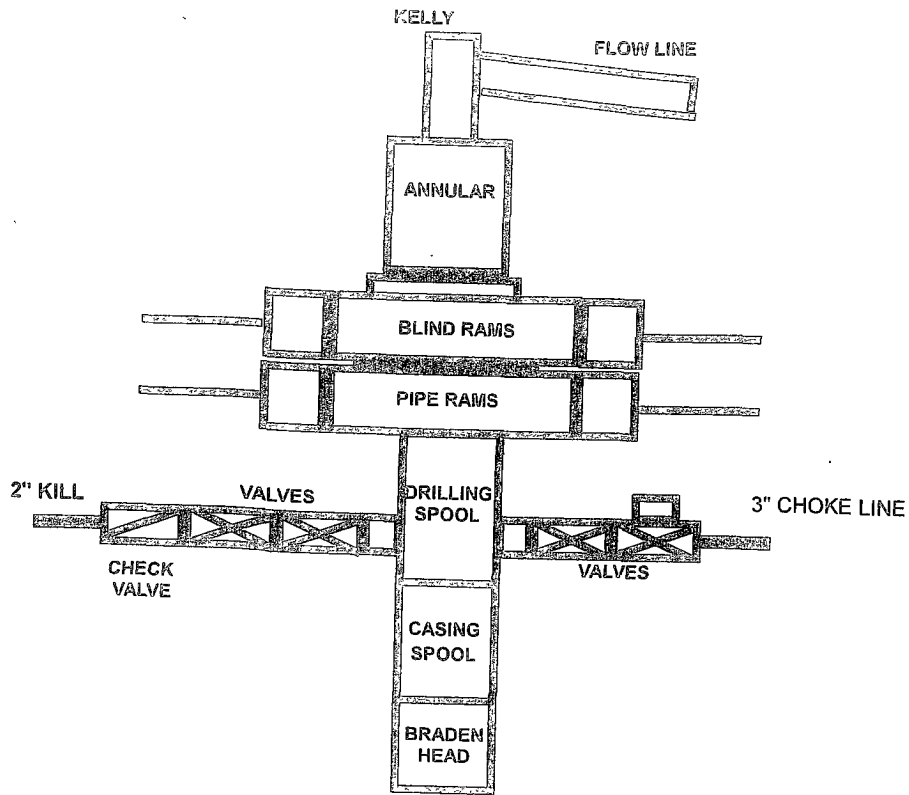 KELLY
FLOW LINE
ANNULAR
BLIND RAMS
PIPE RAMS
2" KILL
VALVES
DRILLING
SPOOL
3" CHOKE LINE
CHECK
VALVE
VALVES
CASING
SPOOL
BRADEN
HEAD